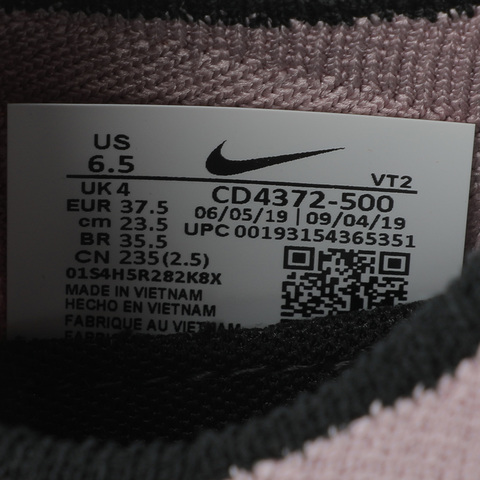 US
6.5
VT2
UK 4
CD4372-500
EUR 37.5
06/05/19 | 09/04/19
cm 23.5
UPC 00193154365351
BR 35.5
CN 235(2.5)
01S4H5R282K8X
MADE IN VIETNAM
HECHO EN VIETNAM
FABRIQUE AU VIETNAM